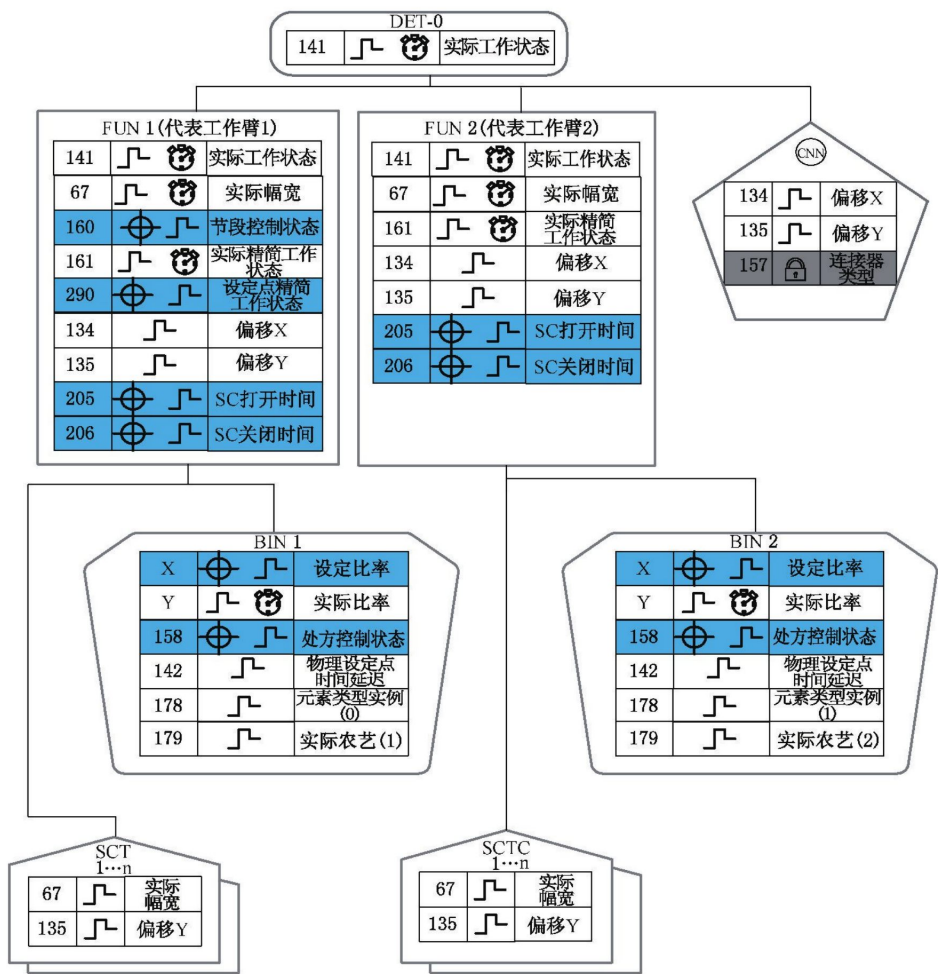 DET-0
141 实际工作状态
FUN 1(代表工作臂1)
141 实际工作状态
67 实际幅宽
160 节段控制状态
161 实际精简工作
状态
290 设定点精简
工作状态
134 偏移X
135 偏移Y
205 SC打开时间
206 SC关闭时间
FUN 2(代表工作臂2)
141 实际工作状态
67 实际幅宽
161 实际精简
工作状态
134 偏移X
135 偏移Y
205 SC打开时间
206 SC关闭时间
CNN
134 偏移X
135 偏移Y
157 连接器
类型
BIN 1
X 设定比率
Y 实际比率
158 处方控制状态
142 物理设定点
时间延迟
178 元素类型实例
(0)
179 实际农艺(1)
BIN 2
X 设定比率
Y 实际比率
158 处方控制状态
142 物理设定点
时间延迟
178 元素类型实例
(1)
179 实际农艺(2)
SCT
1…n
67 实际
幅宽
135 偏移Y
SCTC
1…n
67 实际
幅宽
135 偏移Y